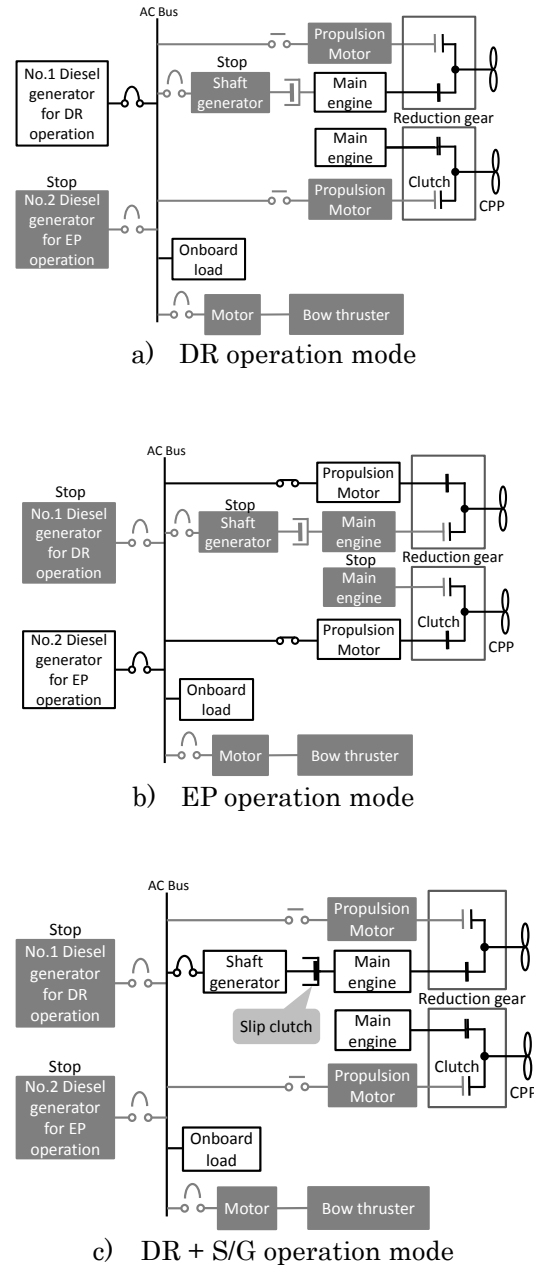 AC Bus
Propulsion
Motor
Stop
No.1 Diesel
generator
for DR
operation
Shaft
generator
Main
engine
Reduction gear
Main
engine
Stop
No.2 Diesel
generator
for EP
operation
Propulsion
Motor
Clutch
CPP
Onboard
load
Motor
Bow thruster
a) DR operation mode
AC Bus
Propulsion
Motor
Stop
No.1 Diesel
generator
for DR
operation
Stop
Shaft
generator
Main
engine
Reduction gear
Stop
Main
engine
No.2 Diesel
generator
for EP
operation
Propulsion
Motor
Clutch
CPP
Onboard
load
Motor
Bow thruster
b) EP operation mode
AC Bus
Propulsion
Motor
Stop
No.1 Diesel
generator
for DR
operation
Shaft
generator
Main
engine
Reduction gear
Slip clutch
Main
engine
Stop
No.2 Diesel
generator
for EP
operation
Propulsion
Motor
Clutch
CPP
Onboard
load
Motor
Bow thruster
c) DR + S/G operation mode